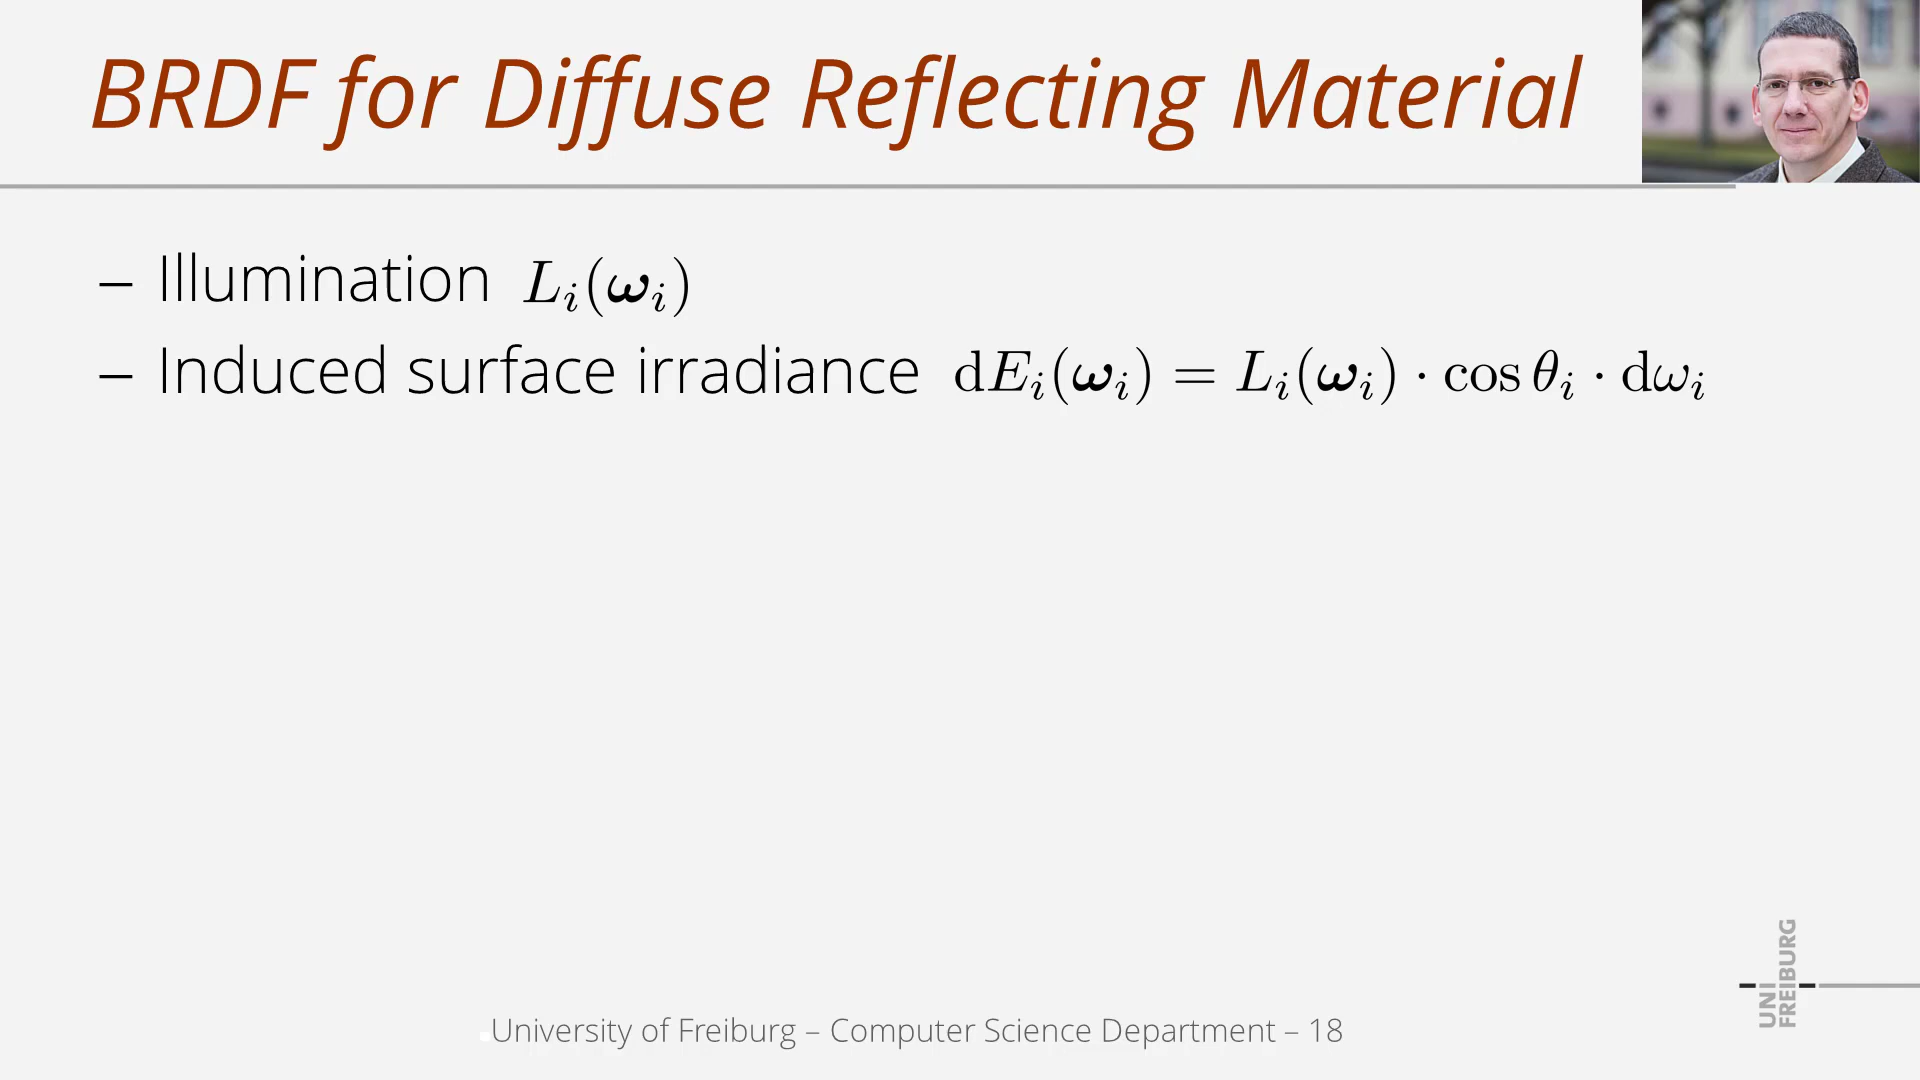 BRDF for Diffuse Reflecting Material
– Illumination L_i(ω_i)
– Induced surface irradiance dE_i(ω_i) = L_i(ω_i) · cos θ_i · dω_i
UNI
FREIBURG
University of Freiburg – Computer Science Department – 18